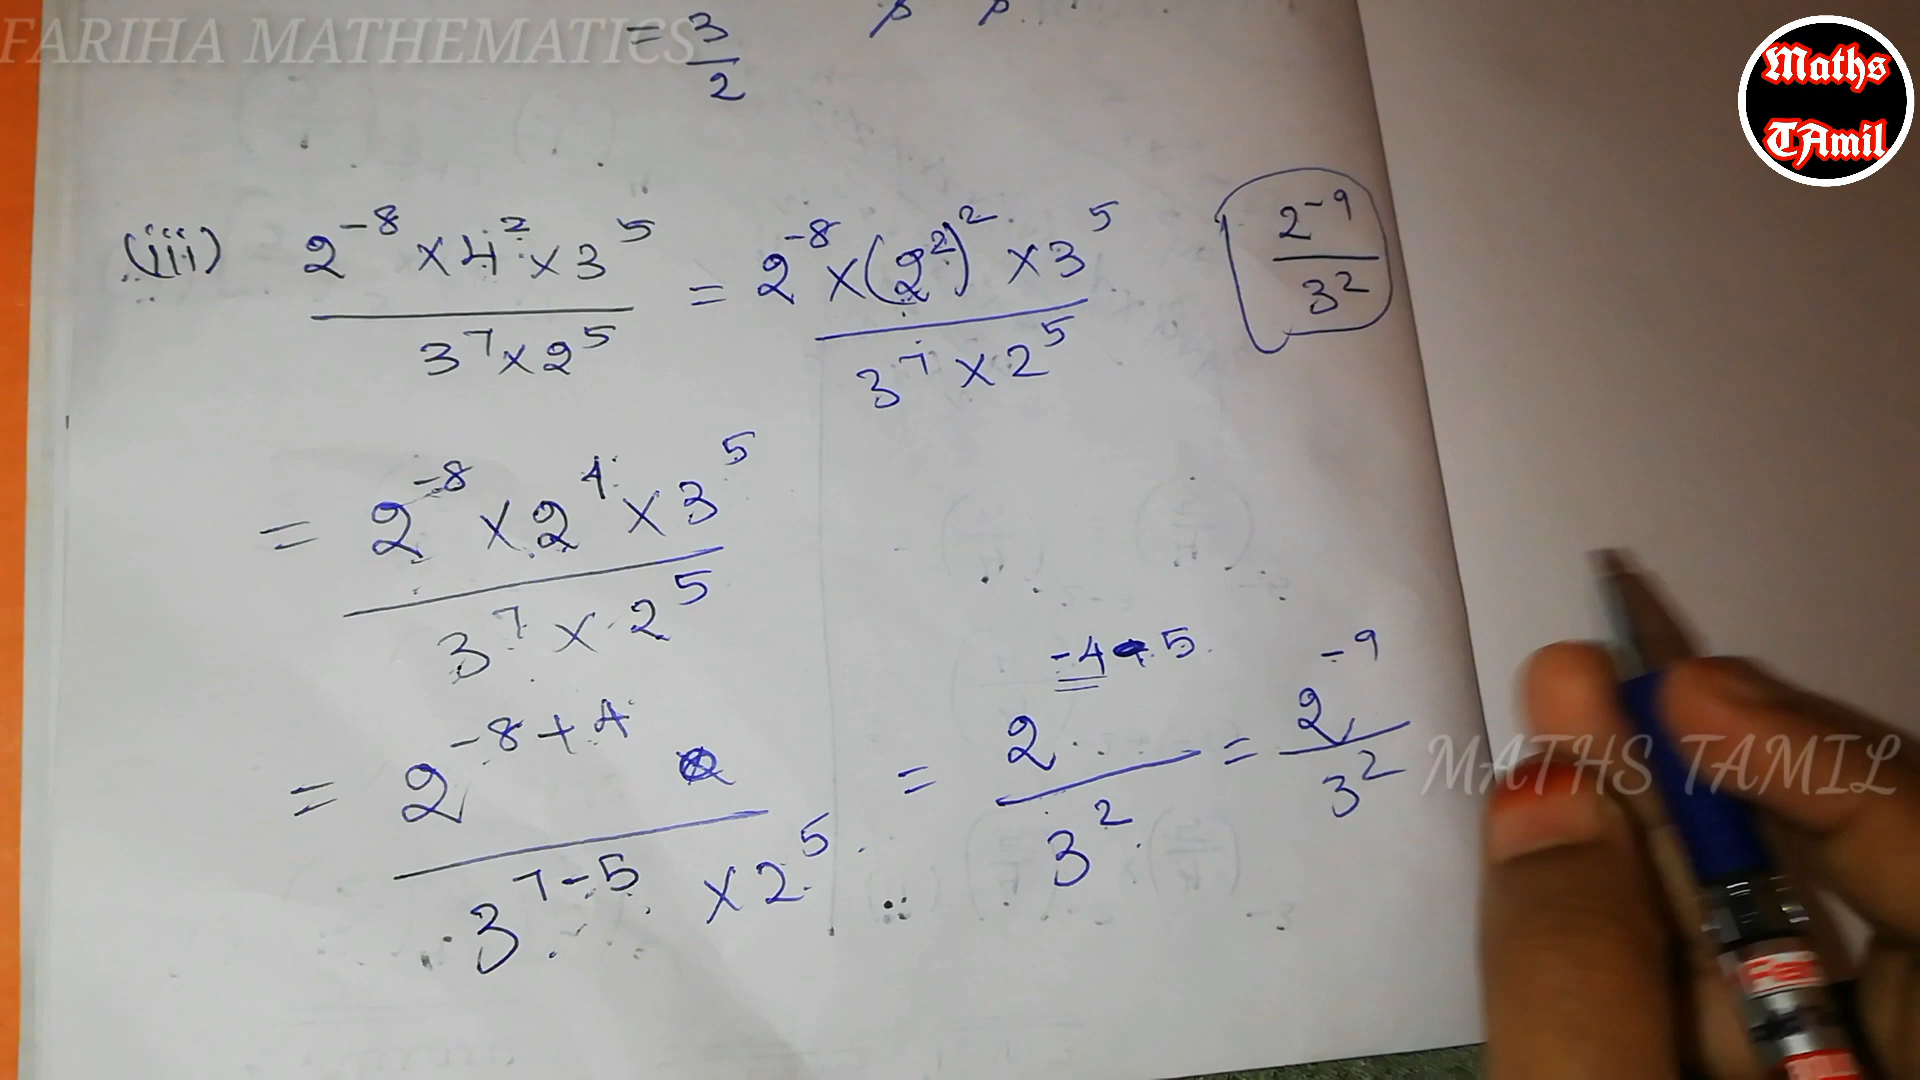 FARIHA MATHEMATICS
= 3/2
Maths
TAmil
(iii) (2^-8 × 4^2 × 3^5)/(3^7 × 2^5) = (2^-8 × (2^2)^2 × 3^5)/(3^7 × 2^5)
2^-9/3^2
= (2^-8 × 2^4 × 3^5)/(3^7 × 2^5)
= 2^(-8+4)/(3^(7-5) × 2^5) = 2^(-4-5)/3^2 = 2^-9/3^2
MATHS TAMIL